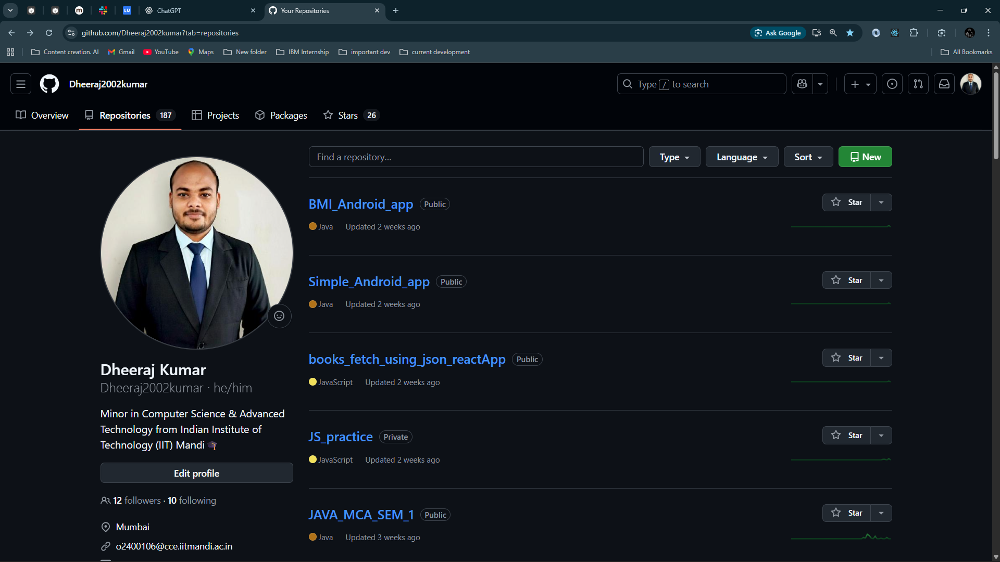 ChatGPT
Your Repositories
github.com/Dheeraj2002kumar?tab=repositories
Ask Google
Content creation. AI
Gmail
YouTube
Maps
New folder
IBM Internship
important dev
current development
All Bookmarks
Dheeraj2002kumar
Type / to search
Overview
Repositories 187
Projects
Packages
Stars 26
Find a repository...
Type
Language
Sort
New
BMI_Android_app Public
Star
Java Updated 2 weeks ago
Simple_Android_app Public
Star
Java Updated 2 weeks ago
books_fetch_using_json_reactApp Public
Star
JavaScript Updated 2 weeks ago
JS_practice Private
Star
JavaScript Updated 2 weeks ago
JAVA_MCA_SEM_1 Public
Star
Java Updated 3 weeks ago
Dheeraj Kumar
Dheeraj2002kumar · he/him
Minor in Computer Science & Advanced
Technology from Indian Institute of
Technology (IIT) Mandi
Edit profile
12 followers · 10 following
Mumbai
o2400106@cce.iitmandi.ac.in
m
LU